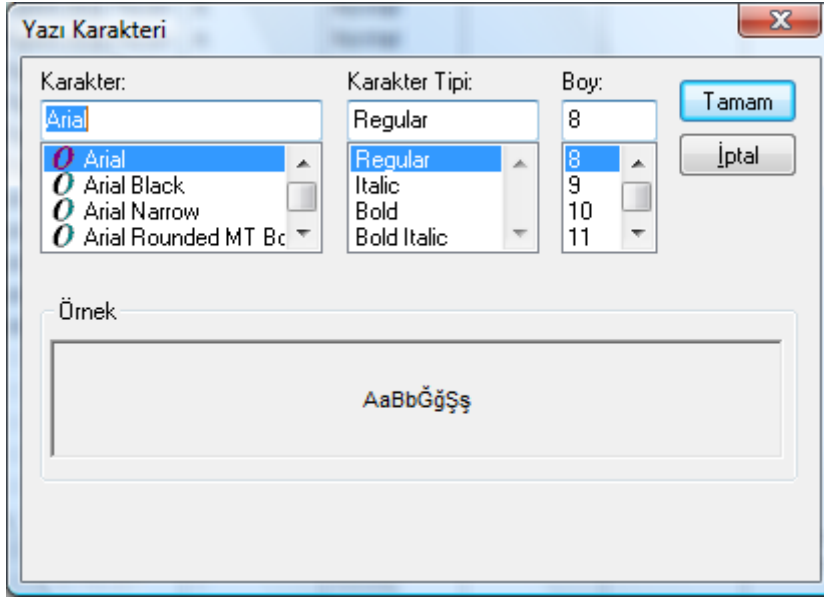 Yazı Karakteri
Karakter: Karakter Tipi: Boy:
Arial Regular 8 Tamam
Arial Regular 8 İptal
Arial Black Italic 9
Arial Narrow Bold 10
Arial Rounded MT Bo Bold Italic 11
Örnek
AaBbĞğŞş